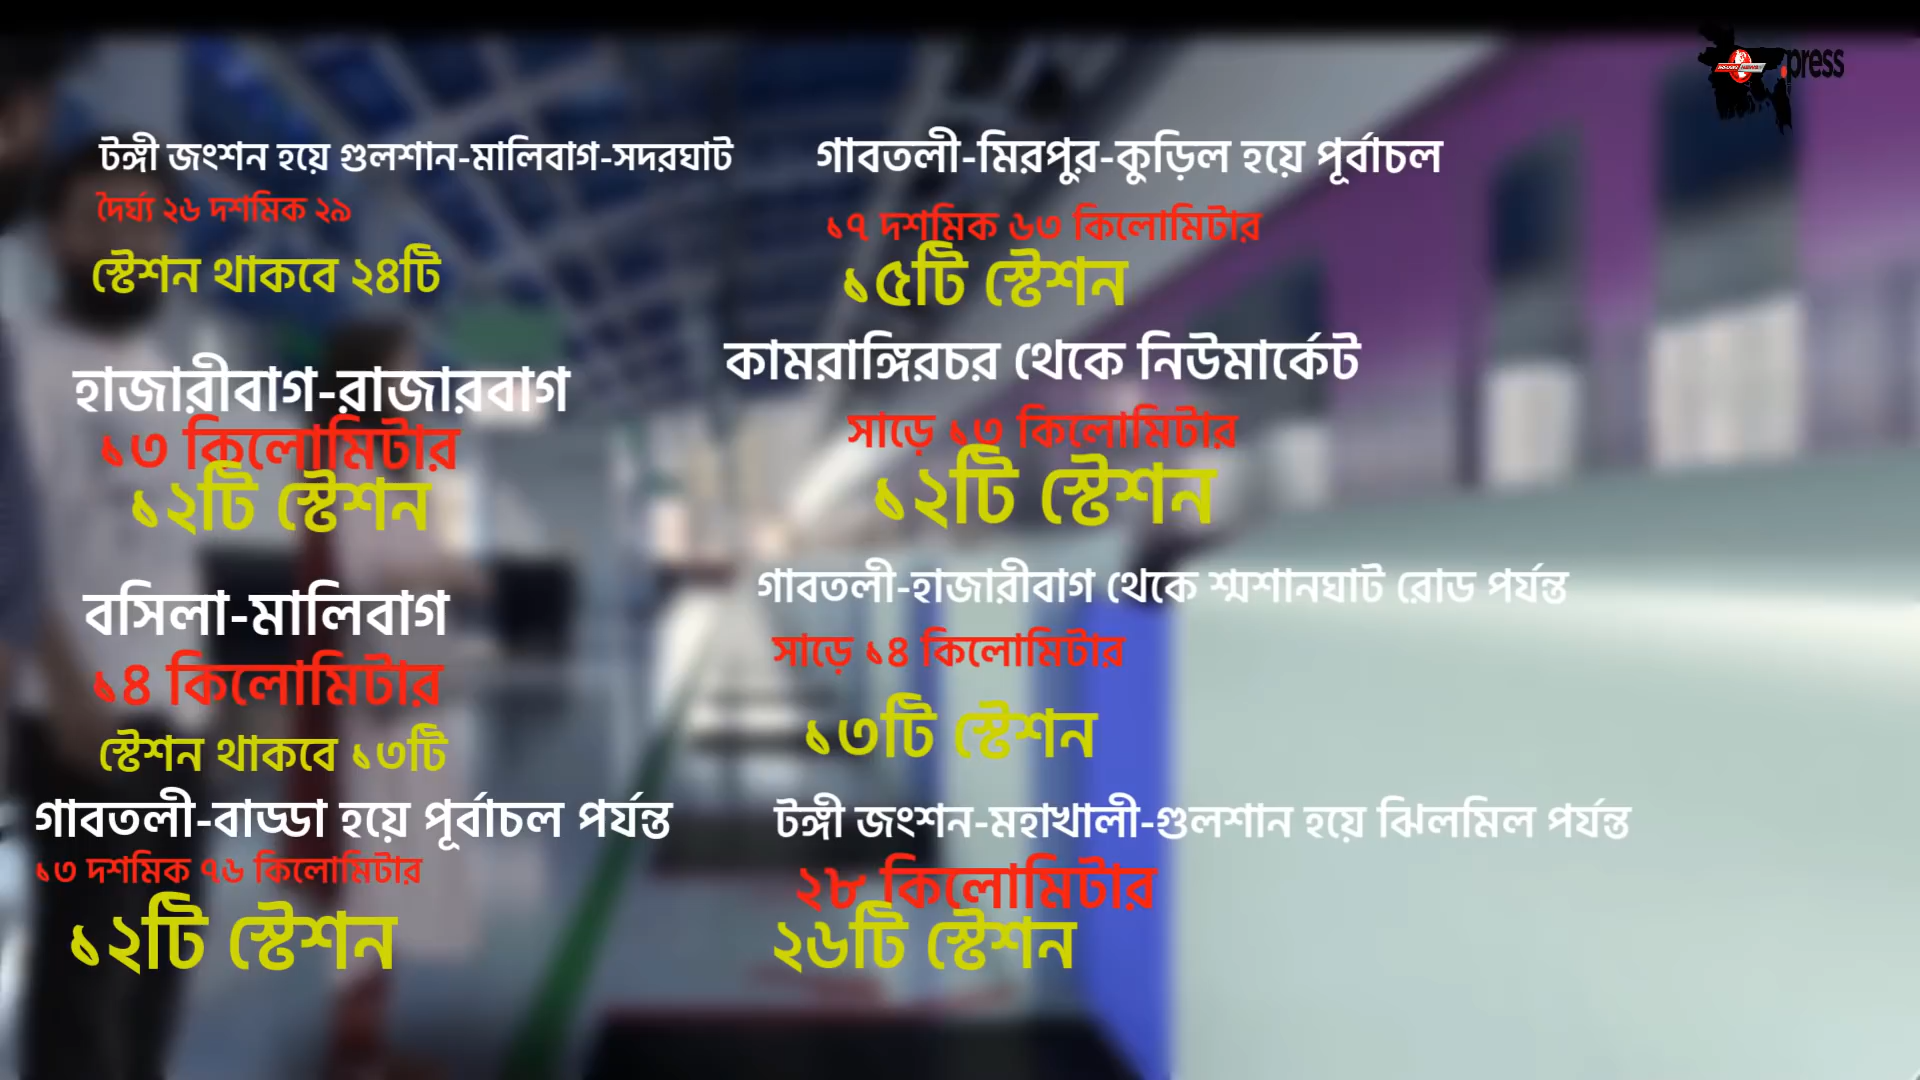 press
টঙ্গী জংশন হয়ে গুলশান-মালিবাগ-সদরঘাট
দৈর্ঘ্য ২৬ দশমিক ২৯
স্টেশন থাকবে ২৪টি
হাজারীবাগ-রাজারবাগ
১৩ কিলোমিটার
১২টি স্টেশন
বসিলা-মালিবাগ
১৪ কিলোমিটার
স্টেশন থাকবে ১৩টি
গাবতলী-বাড্ডা হয়ে পূর্বাচল পর্যন্ত
১৩ দশমিক ৭৬ কিলোমিটার
১২টি স্টেশন
গাবতলী-মিরপুর-কুড়িল হয়ে পূর্বাচল
১৭ দশমিক ৬৩ কিলোমিটার
১৫টি স্টেশন
কামরাঙ্গিরচর থেকে নিউমার্কেট
সাড়ে ১৩ কিলোমিটার
১২টি স্টেশন
গাবতলী-হাজারীবাগ থেকে শ্মশানঘাট রোড পর্যন্ত
সাড়ে ১৪ কিলোমিটার
১৩টি স্টেশন
টঙ্গী জংশন-মহাখালী-গুলশান হয়ে ঝিলমিল পর্যন্ত
২৮ কিলোমিটার
২৬টি স্টেশন